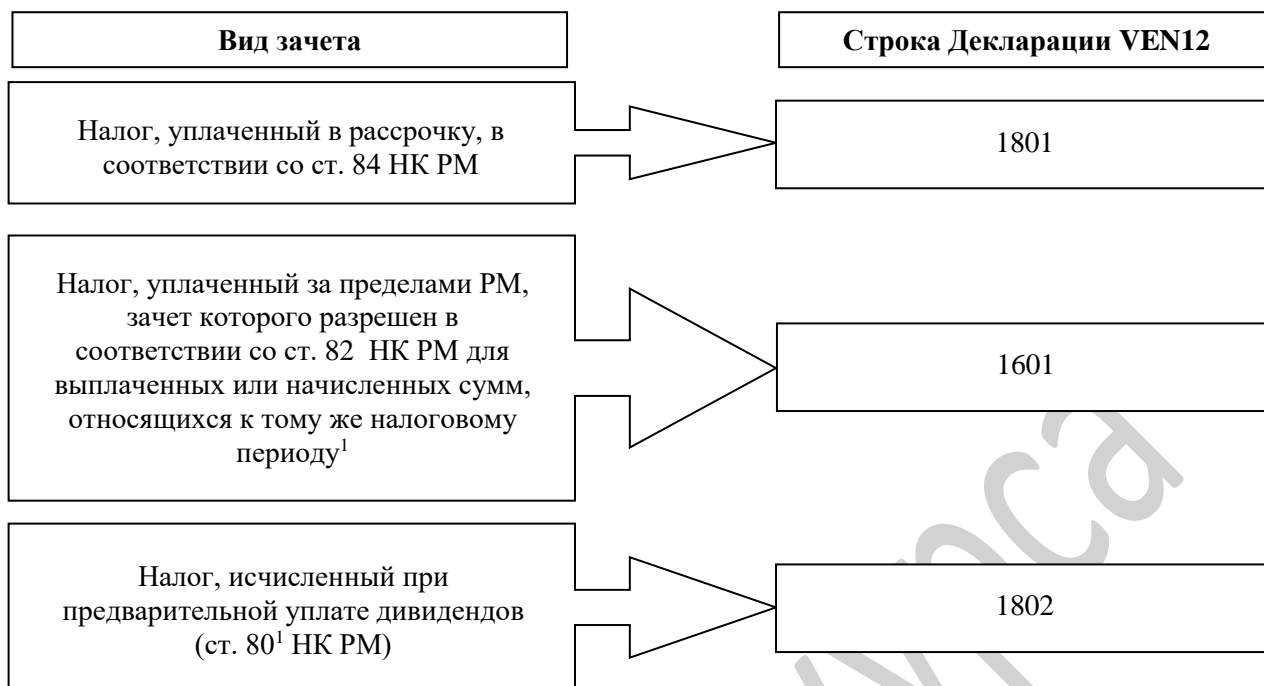 Вид зачета
Строка Декларации VEN12
Налог, уплаченный в рассрочку, в
соответствии со ст. 84 НК РМ
1801
Налог, уплаченный за пределами РМ,
зачет которого разрешен в
соответствии со ст. 82 НК РМ для
выплаченных или начисленных сумм,
относящихся к тому же налоговому
периоду¹
1601
Налог, исчисленный при
предварительной уплате дивидендов
(ст. 80¹ НК РМ)
1802